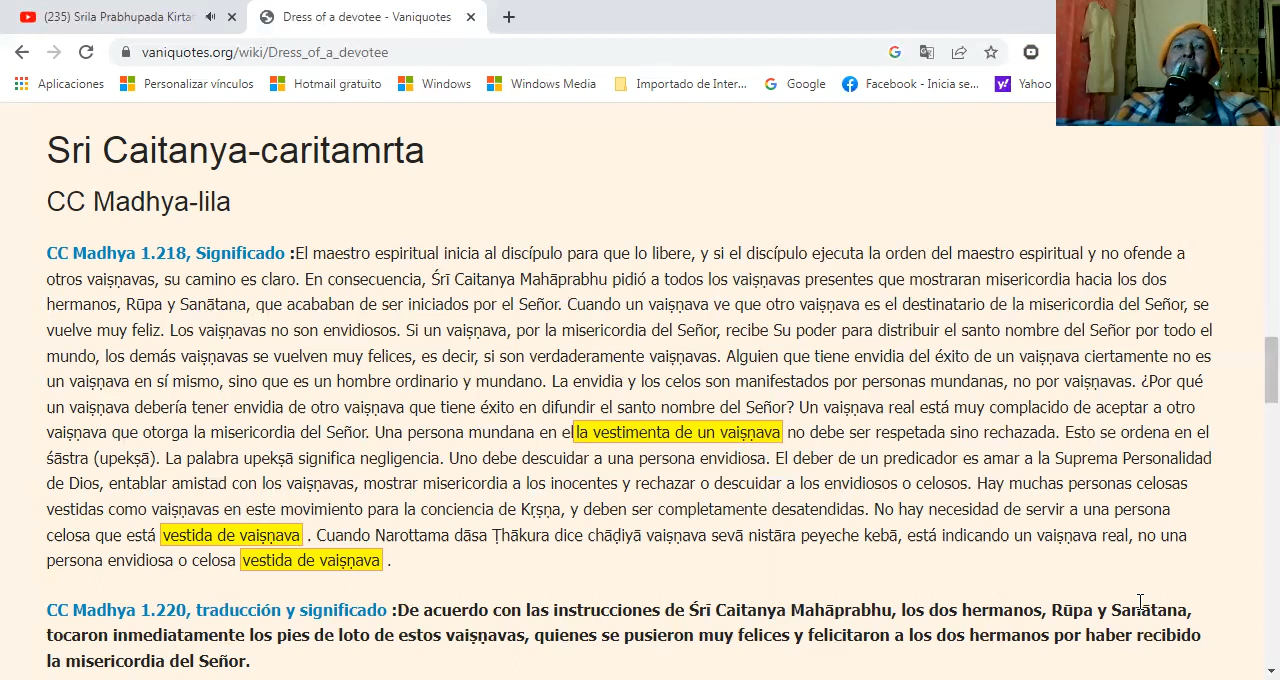 (235) Srila Prabhupada Kirta
Dress of a devotee - Vaniquotes
vaniquotes.org/wiki/Dress_of_a_devotee
Aplicaciones Personalizar vínculos Hotmail gratuito Windows Windows Media Importado de Inter... Google Facebook - Inicia se... Yahoo
Sri Caitanya-caritamrta
CC Madhya-lila
CC Madhya 1.218, Significado :El maestro espiritual inicia al discípulo para que lo libere, y si el discípulo ejecuta la orden del maestro espiritual y no ofende a
otros vaiṣṇavas, su camino es claro. En consecuencia, Śrī Caitanya Mahāprabhu pidió a todos los vaiṣṇavas presentes que mostraran misericordia hacia los dos
hermanos, Rūpa y Sanātana, que acababan de ser iniciados por el Señor. Cuando un vaiṣṇava ve que otro vaiṣṇava es el destinatario de la misericordia del Señor, se
vuelve muy feliz. Los vaiṣṇavas no son envidiosos. Si un vaiṣṇava, por la misericordia del Señor, recibe Su poder para distribuir el santo nombre del Señor por todo el
mundo, los demás vaiṣṇavas se vuelven muy felices, es decir, si son verdaderamente vaiṣṇavas. Alguien que tiene envidia del éxito de un vaiṣṇava ciertamente no es
un vaiṣṇava en sí mismo, sino que es un hombre ordinario y mundano. La envidia y los celos son manifestados por personas mundanas, no por vaiṣṇavas. ¿Por qué
un vaiṣṇava debería tener envidia de otro vaiṣṇava que tiene éxito en difundir el santo nombre del Señor? Un vaiṣṇava real está muy complacido de aceptar a otro
vaiṣṇava que otorga la misericordia del Señor. Una persona mundana en el la vestimenta de un vaiṣṇava no debe ser respetada sino rechazada. Esto se ordena en el
śāstra (upekṣā). La palabra upekṣā significa negligencia. Uno debe descuidar a una persona envidiosa. El deber de un predicador es amar a la Suprema Personalidad
de Dios, entablar amistad con los vaiṣṇavas, mostrar misericordia a los inocentes y rechazar o descuidar a los envidiosos o celosos. Hay muchas personas celosas
vestidas como vaiṣṇavas en este movimiento para la conciencia de Kṛṣṇa, y deben ser completamente desatendidas. No hay necesidad de servir a una persona
celosa que está vestida de vaiṣṇava . Cuando Narottama dāsa Ṭhākura dice chāḍiyā vaiṣṇava sevā nistāra peyeche kebā, está indicando un vaiṣṇava real, no una
persona envidiosa o celosa vestida de vaiṣṇava .
CC Madhya 1.220, traducción y significado :De acuerdo con las instrucciones de Śrī Caitanya Mahāprabhu, los dos hermanos, Rūpa y Sanātana,
tocaron inmediatamente los pies de loto de estos vaiṣṇavas, quienes se pusieron muy felices y felicitaron a los dos hermanos por haber recibido
la misericordia del Señor.